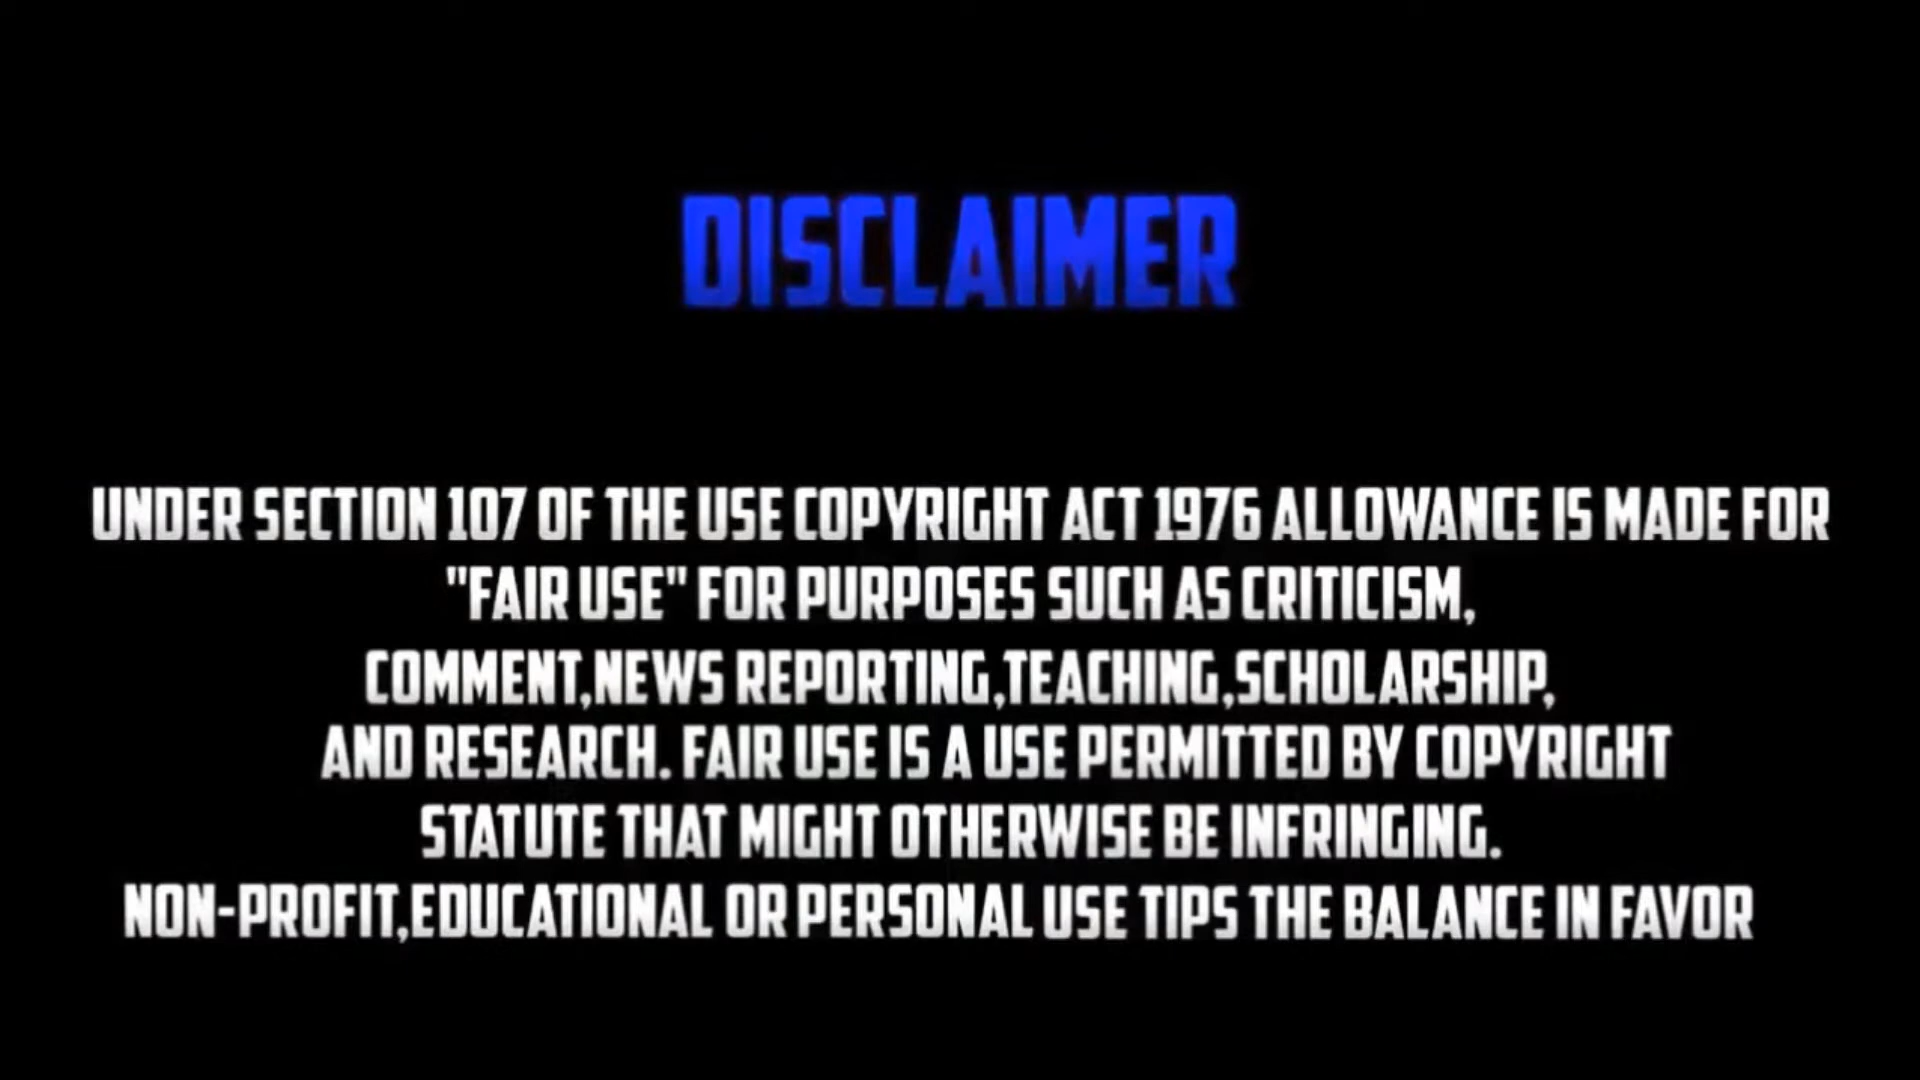 DISCLAIMER
UNDER SECTION 107 OF THE USE COPYRIGHT ACT 1976 ALLOWANCE IS MADE FOR
"FAIR USE" FOR PURPOSES SUCH AS CRITICISM,
COMMENT,NEWS REPORTING,TEACHING,SCHOLARSHIP,
AND RESEARCH. FAIR USE IS A USE PERMITTED BY COPYRIGHT
STATUTE THAT MIGHT OTHERWISE BE INFRINGING.
NON-PROFIT,EDUCATIONAL OR PERSONAL USE TIPS THE BALANCE IN FAVOR